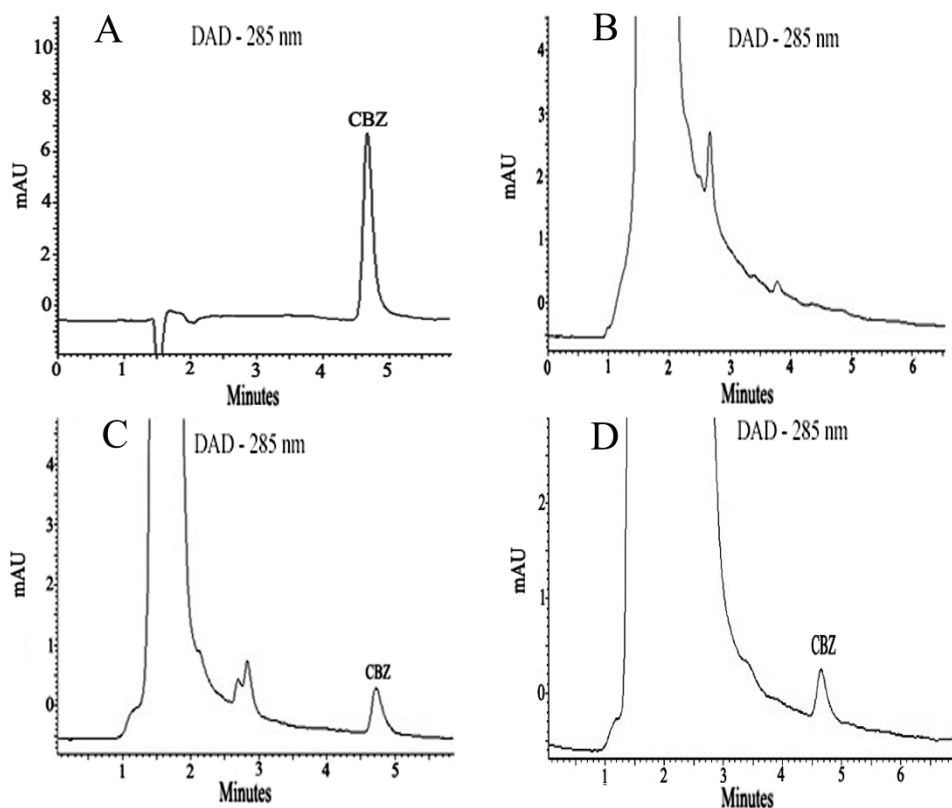 A
DAD - 285 nm
CBZ
mAU
10
8
6
4
2
0
0 1 2 3 4 5
Minutes
B
DAD - 285 nm
mAU
4
3
2
1
0
0 1 2 3 4 5 6
Minutes
C
DAD - 285 nm
CBZ
mAU
4
3
2
1
0
1 2 3 4 5
Minutes
D
DAD - 285 nm
CBZ
mAU
2
1
0
1 2 3 4 5 6
Minutes